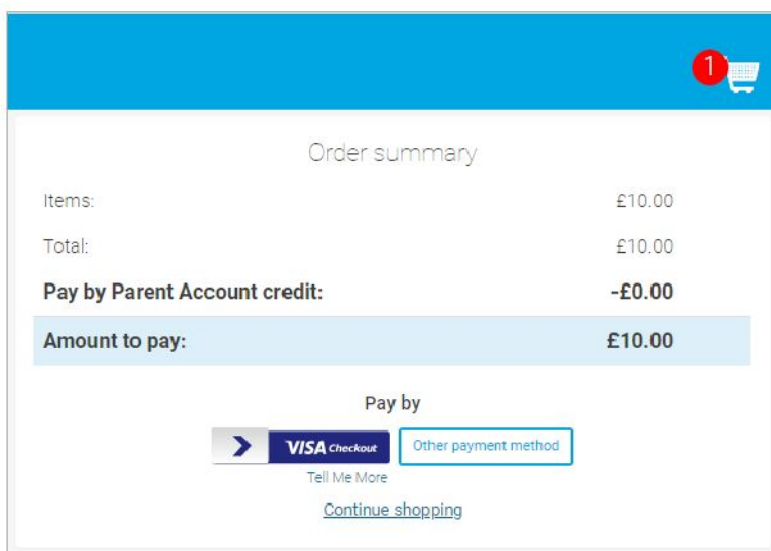 1
Order summary
Items: £10.00
Total: £10.00
Pay by Parent Account credit: -£0.00
Amount to pay: £10.00
Pay by
VISA Checkout Other payment method
Tell Me More
Continue shopping